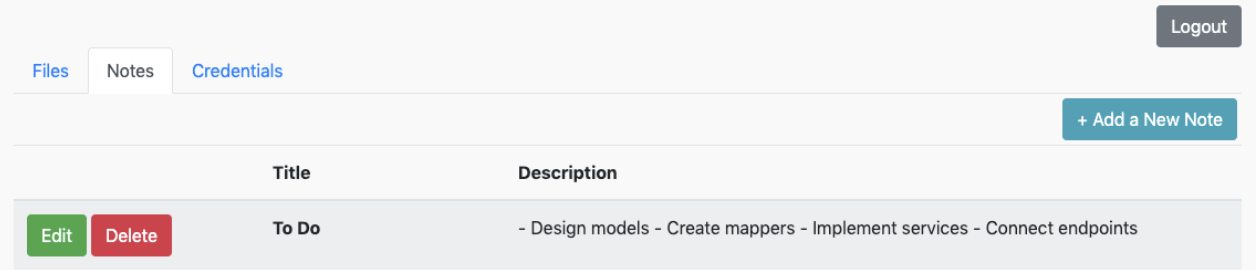 Logout
Files Notes Credentials
+ Add a New Note
Title Description
Edit Delete To Do - Design models - Create mappers - Implement services - Connect endpoints